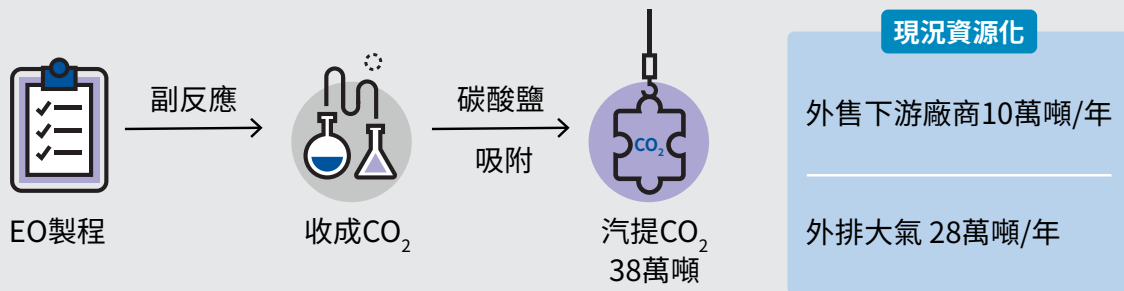 現況資源化
副反應
碳酸鹽
吸附
CO₂
外售下游廠商10萬噸/年
外排大氣 28萬噸/年
EO製程
收成CO₂
汽提CO₂
38萬噸